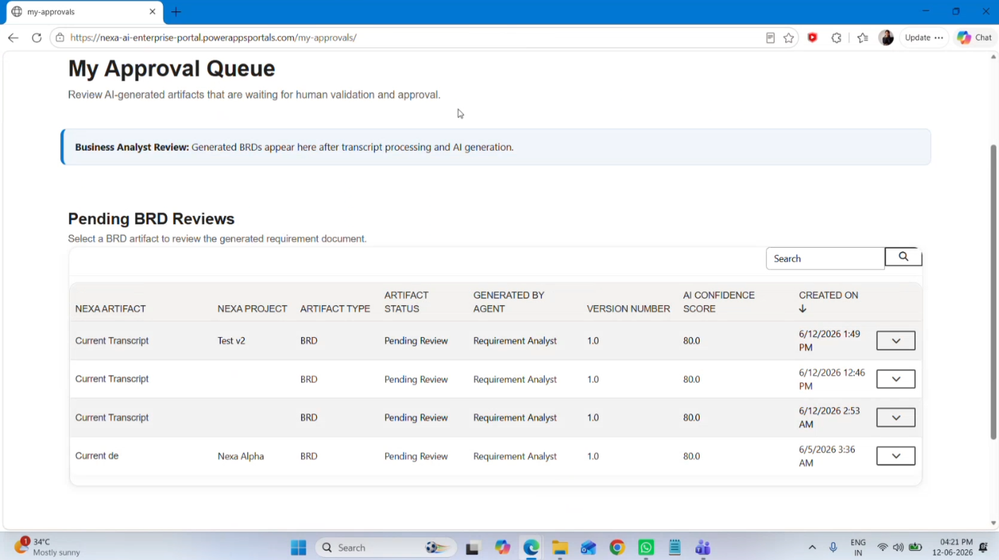 my-approvals
https://nexa-ai-enterprise-portal.powerappsportals.com/my-approvals/
Update
Chat
My Approval Queue
Review AI-generated artifacts that are waiting for human validation and approval.
Business Analyst Review: Generated BRDs appear here after transcript processing and AI generation.
Pending BRD Reviews
Select a BRD artifact to review the generated requirement document.
Search
NEXA ARTIFACT NEXA PROJECT ARTIFACT TYPE ARTIFACT STATUS GENERATED BY AGENT VERSION NUMBER AI CONFIDENCE SCORE CREATED ON
Current Transcript Test v2 BRD Pending Review Requirement Analyst 1.0 80.0 6/12/2026 1:49 PM
Current Transcript BRD Pending Review Requirement Analyst 1.0 80.0 6/12/2026 12:46 PM
Current Transcript BRD Pending Review Requirement Analyst 1.0 80.0 6/12/2026 2:53 AM
Current de Nexa Alpha BRD Pending Review Requirement Analyst 1.0 80.0 6/5/2026 3:36 AM
1
34°C
Mostly sunny
Search
ENG
IN
04:21 PM
12-06-2026